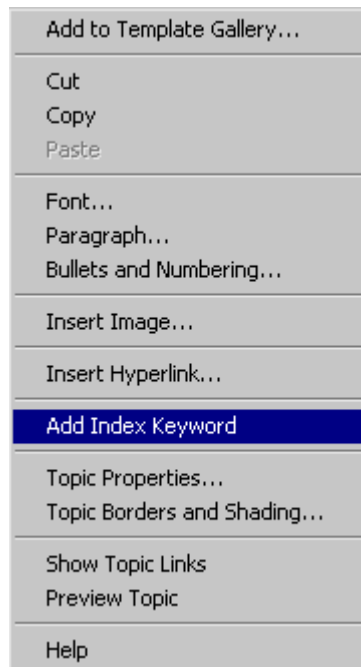 Add to Template Gallery...
Cut
Copy
Paste
Font...
Paragraph...
Bullets and Numbering...
Insert Image...
Insert Hyperlink...
Add Index Keyword
Topic Properties...
Topic Borders and Shading...
Show Topic Links
Preview Topic
Help